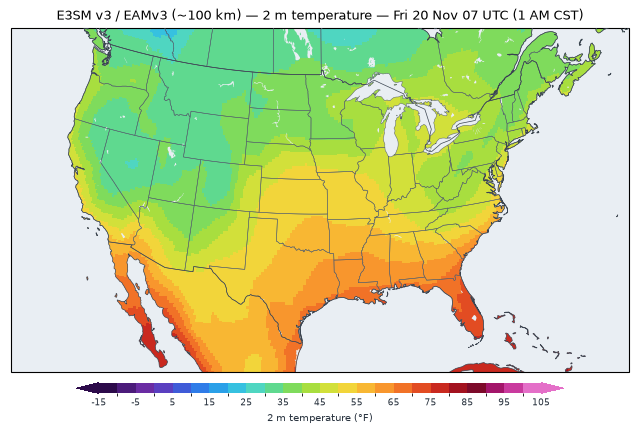 E3SM v3 / EAMv3 (~100 km) — 2 m temperature — Fri 20 Nov 07 UTC (1 AM CST)
-15 -5 5 15 25 35 45 55 65 75 85 95 105
2 m temperature (°F)